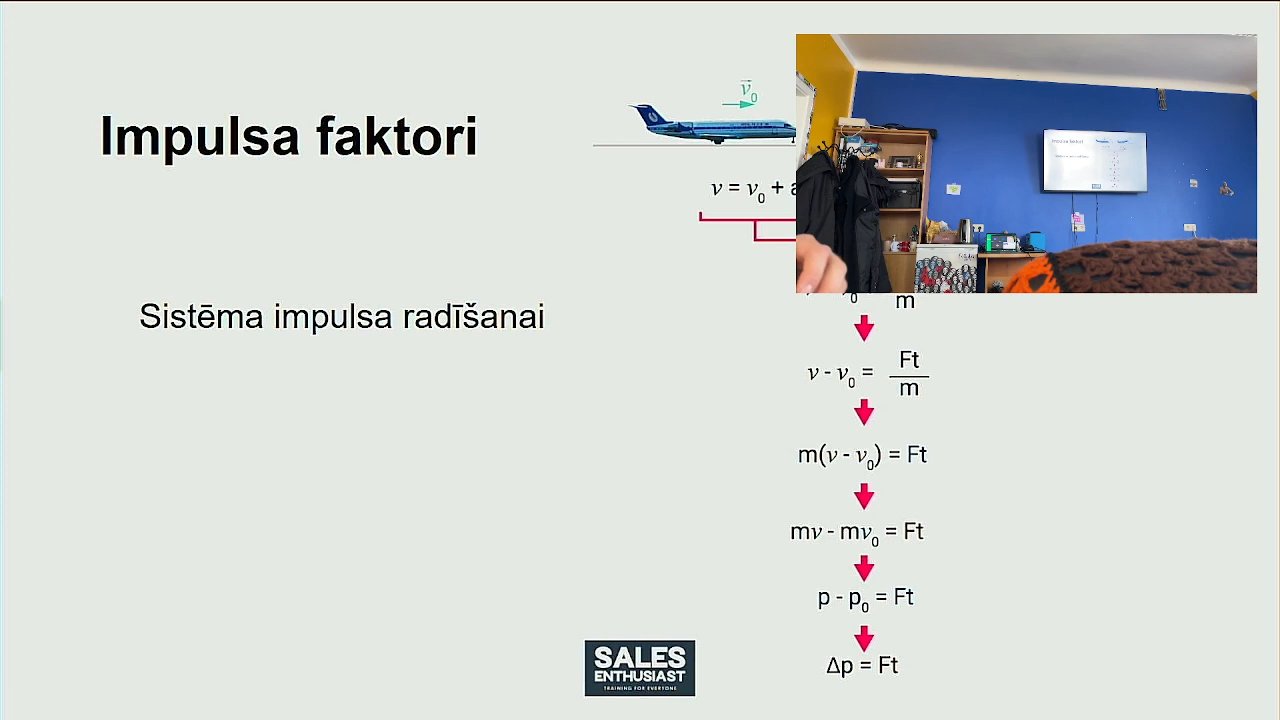 Impulsa faktori
v⃗₀
v = v₀ + a
Sistēma impulsa radīšanai
m
v - v₀ = Ft/m
m(v - v₀) = Ft
mv - mv₀ = Ft
p - p₀ = Ft
Δp = Ft
SALES
ENTHUSIAST
TRAINING FOR EVERYONE